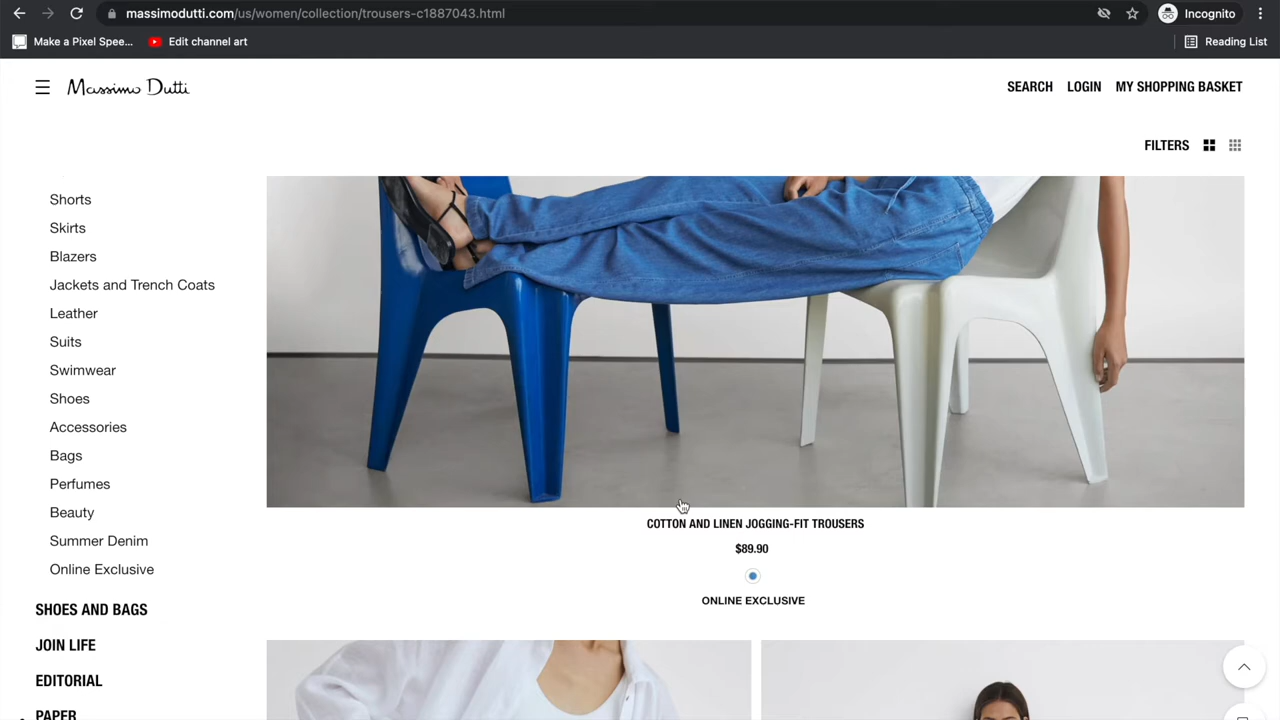 massimodutti.com/us/women/collection/trousers-c1887043.html
Incognito
Make a Pixel Spee...
Edit channel art
Reading List
Massimo Dutti
SEARCH
LOGIN
MY SHOPPING BASKET
FILTERS
Shorts
Skirts
Blazers
Jackets and Trench Coats
Leather
Suits
Swimwear
Shoes
Accessories
Bags
Perfumes
Beauty
Summer Denim
Online Exclusive
SHOES AND BAGS
JOIN LIFE
EDITORIAL
PAPER
COTTON AND LINEN JOGGING-FIT TROUSERS
$89.90
ONLINE EXCLUSIVE